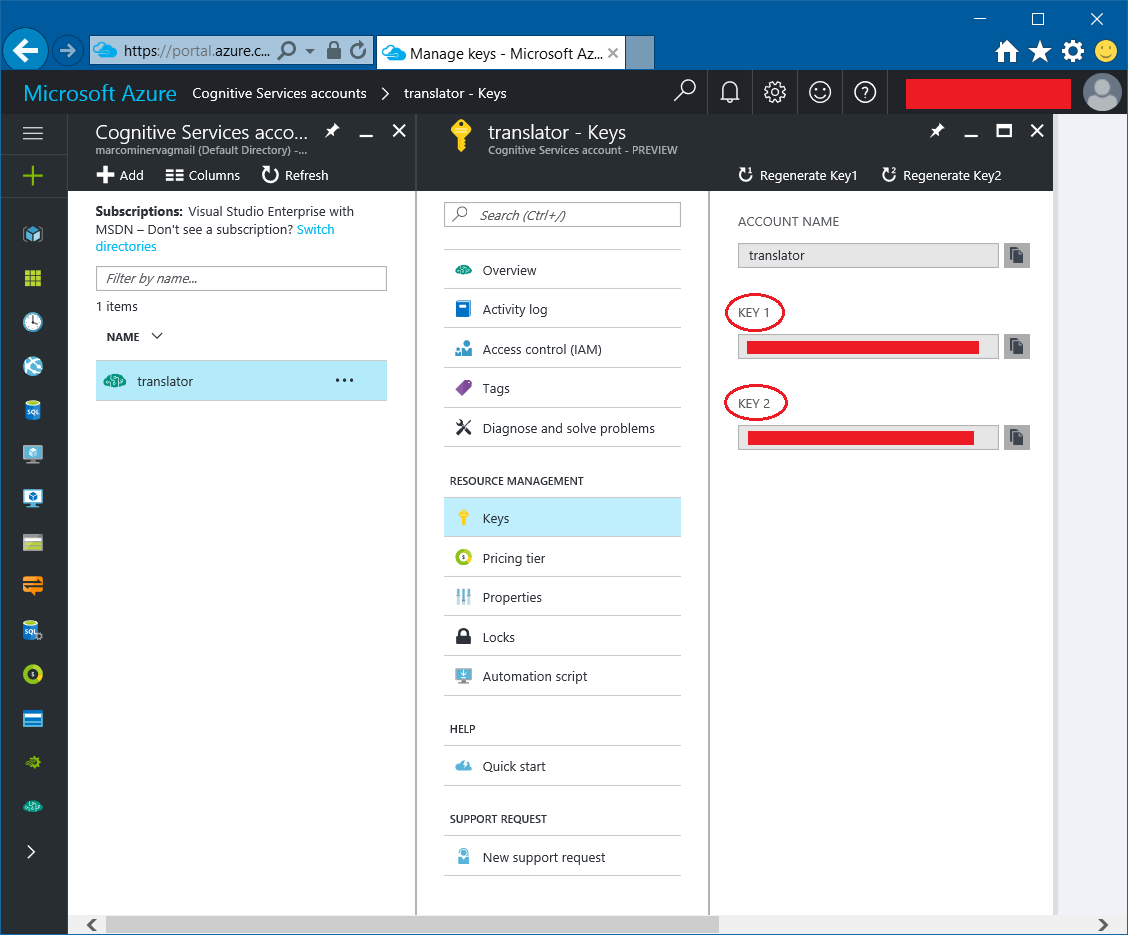 https://portal.azure.c...
Manage keys - Microsoft Az...
Microsoft Azure
Cognitive Services accounts
translator - Keys
Cognitive Services acco...
marcominervagmail (Default Directory) -...
Add
Columns
Refresh
Subscriptions: Visual Studio Enterprise with
MSDN – Don't see a subscription? Switch
directories
Filter by name...
1 items
NAME
translator
translator - Keys
Cognitive Services account - PREVIEW
Search (Ctrl+/)
Overview
Activity log
Access control (IAM)
Tags
Diagnose and solve problems
RESOURCE MANAGEMENT
Keys
Pricing tier
Properties
Locks
Automation script
HELP
Quick start
SUPPORT REQUEST
New support request
Regenerate Key1
Regenerate Key2
ACCOUNT NAME
translator
KEY 1
KEY 2